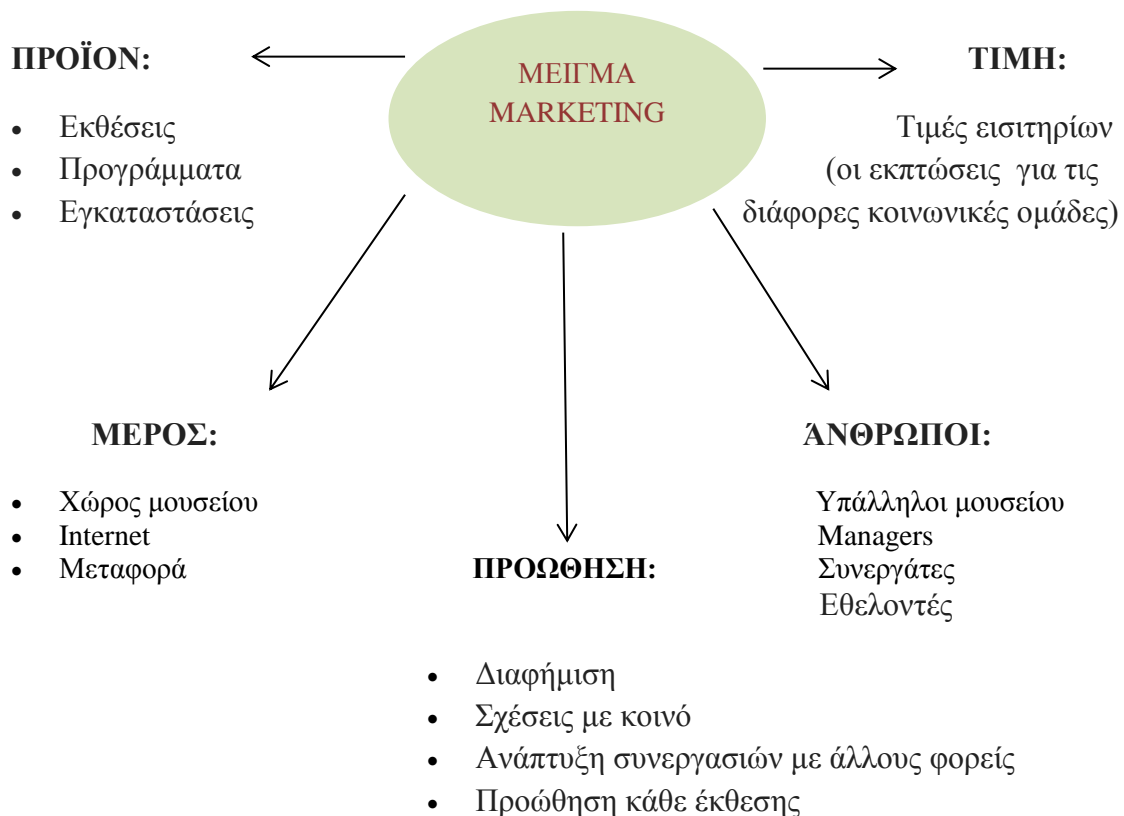 ΜΕΙΓΜΑ
MARKETING
ΠΡΟΪΟΝ:
• Εκθέσεις
• Προγράμματα
• Εγκαταστάσεις
ΤΙΜΗ:
Τιμές εισιτηρίων
(οι εκπτώσεις για τις
διάφορες κοινωνικές ομάδες)
ΜΕΡΟΣ:
• Χώρος μουσείου
• Internet
• Μεταφορά
ΠΡΟΩΘΗΣΗ:
• Διαφήμιση
• Σχέσεις με κοινό
• Ανάπτυξη συνεργασιών με άλλους φορείς
• Προώθηση κάθε έκθεσης
ΆΝΘΡΩΠΟΙ:
Υπάλληλοι μουσείου
Managers
Συνεργάτες
Εθελοντές